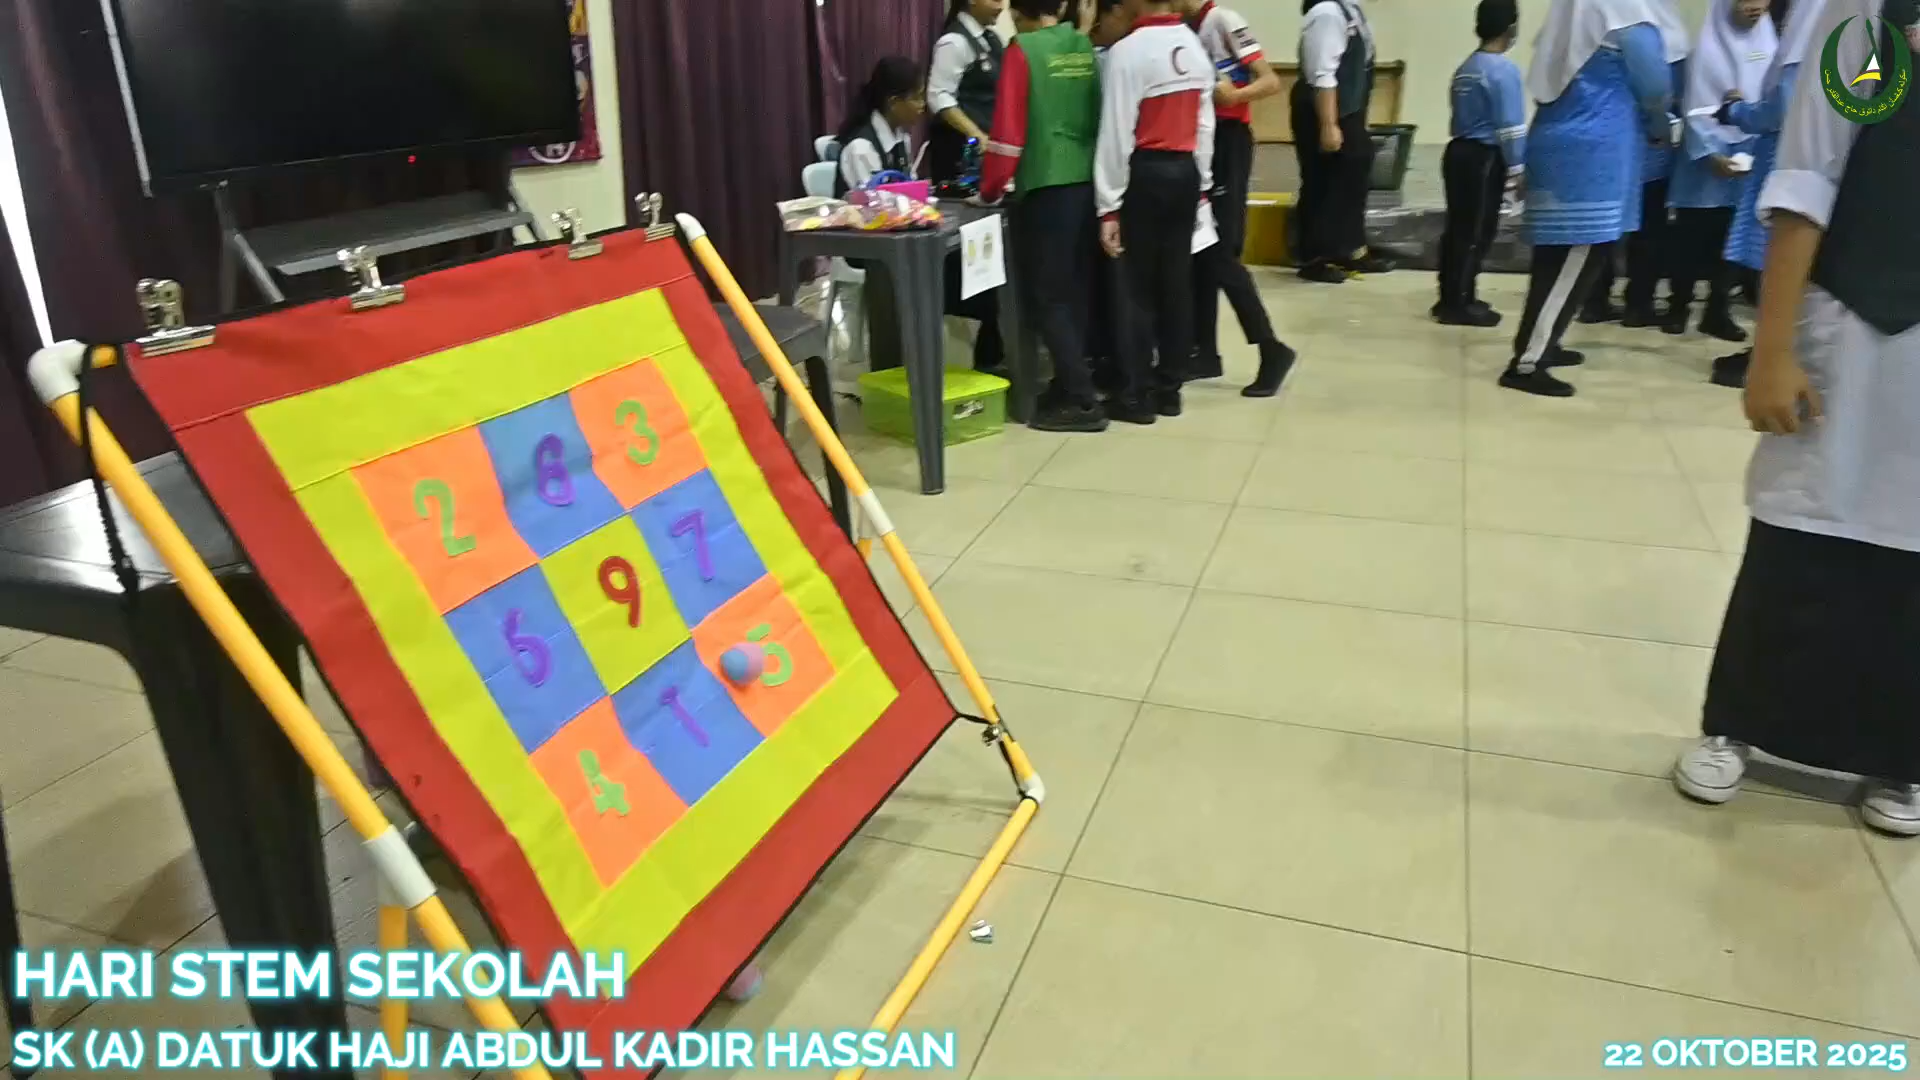 2 6 3
6 9 7
4 1 5
HARI STEM SEKOLAH
SK (A) DATUK HAJI ABDUL KADIR HASSAN
22 OKTOBER 2025